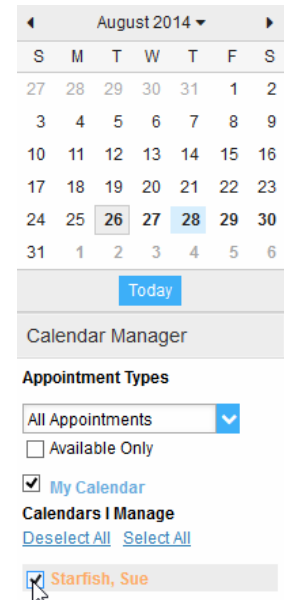 August 2014
S M T W T F S
27 28 29 30 31 1 2
3 4 5 6 7 8 9
10 11 12 13 14 15 16
17 18 19 20 21 22 23
24 25 26 27 28 29 30
31 1 2 3 4 5 6
Today
Calendar Manager
Appointment Types
All Appointments
Available Only
My Calendar
Calendars I Manage
Deselect All Select All
Starfish, Sue